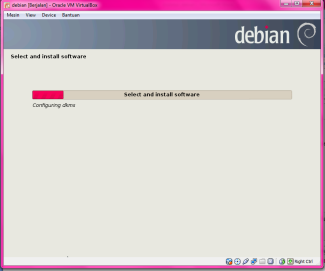 debian [Berjalan] - Oracle VM VirtualBox
Mesin View Device Bantuan
debian
Select and install software
Select and install software
Configuring dkms
Right Ctrl